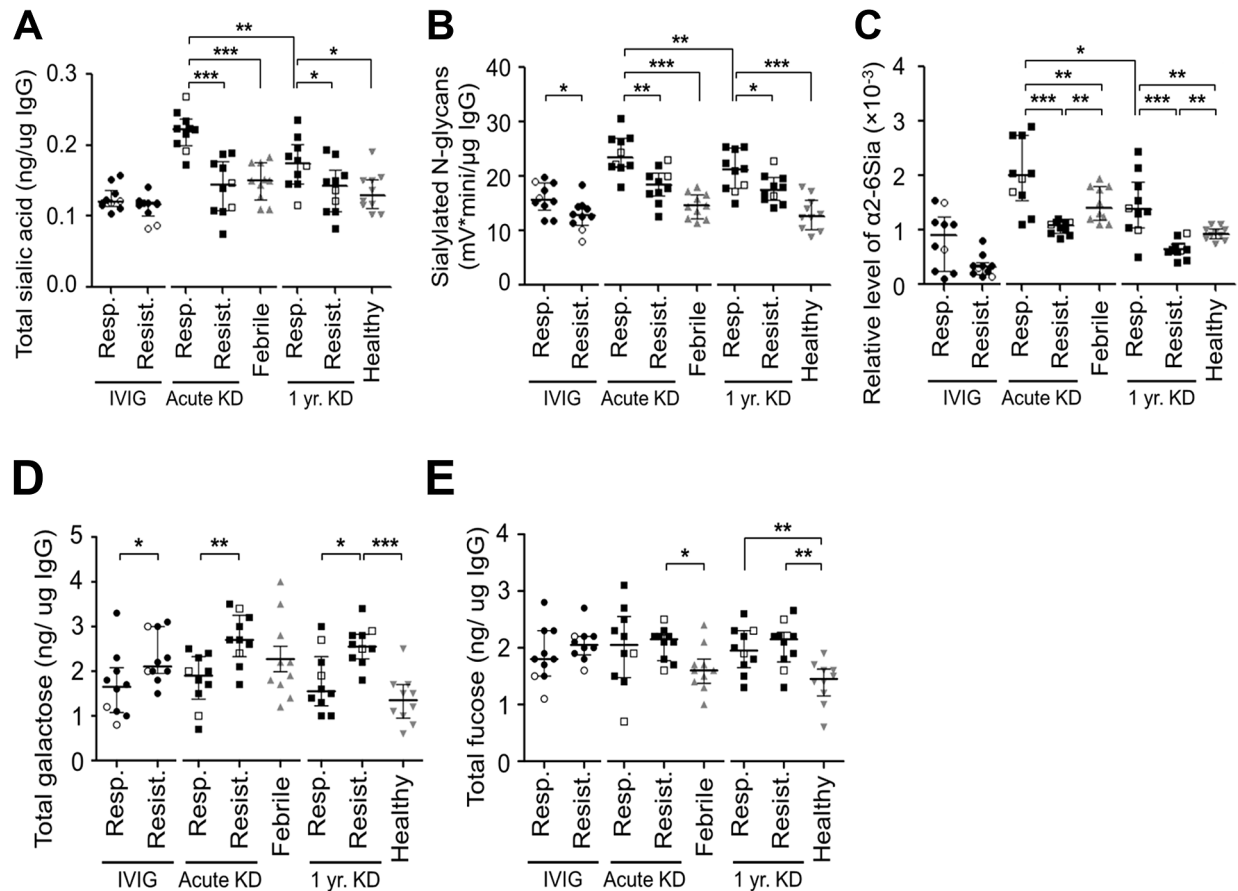 A
Total sialic acid (ng/ug IgG)
0.3
0.2
0.1
0.0
**
***
*
***
*
Resp.
Resist.
Resp.
Resist.
Febrile
Resp.
Resist.
Healthy
IVIG
Acute KD
1 yr. KD
B
Sialylated N-glycans
(mV*mini/µg IgG)
40
30
20
10
0
**
***
***
*
**
*
Resp.
Resist.
Resp.
Resist.
Febrile
Resp.
Resist.
Healthy
IVIG
Acute KD
1 yr. KD
C
Relative level of α2-6Sia (×10-3)
4
3
2
1
0
*
**
**
***
**
***
**
Resp.
Resist.
Resp.
Resist.
Febrile
Resp.
Resist.
Healthy
IVIG
Acute KD
1 yr. KD
D
Total galactose (ng/ ug IgG)
5
4
3
2
1
0
*
**
*
***
Resp.
Resist.
Resp.
Resist.
Febrile
Resp.
Resist.
Healthy
IVIG
Acute KD
1 yr. KD
E
Total fucose (ng/ ug IgG)
4
3
2
1
0
**
*
**
Resp.
Resist.
Resp.
Resist.
Febrile
Resp.
Resist.
Healthy
IVIG
Acute KD
1 yr. KD